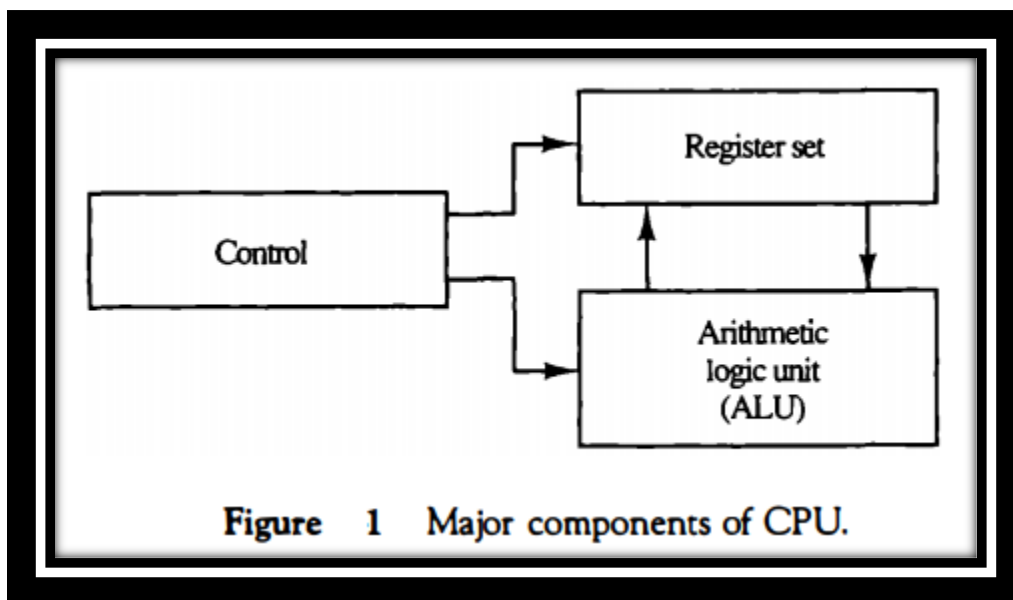 Register set
Control
Arithmetic
logic unit
(ALU)
Figure 1 Major components of CPU.